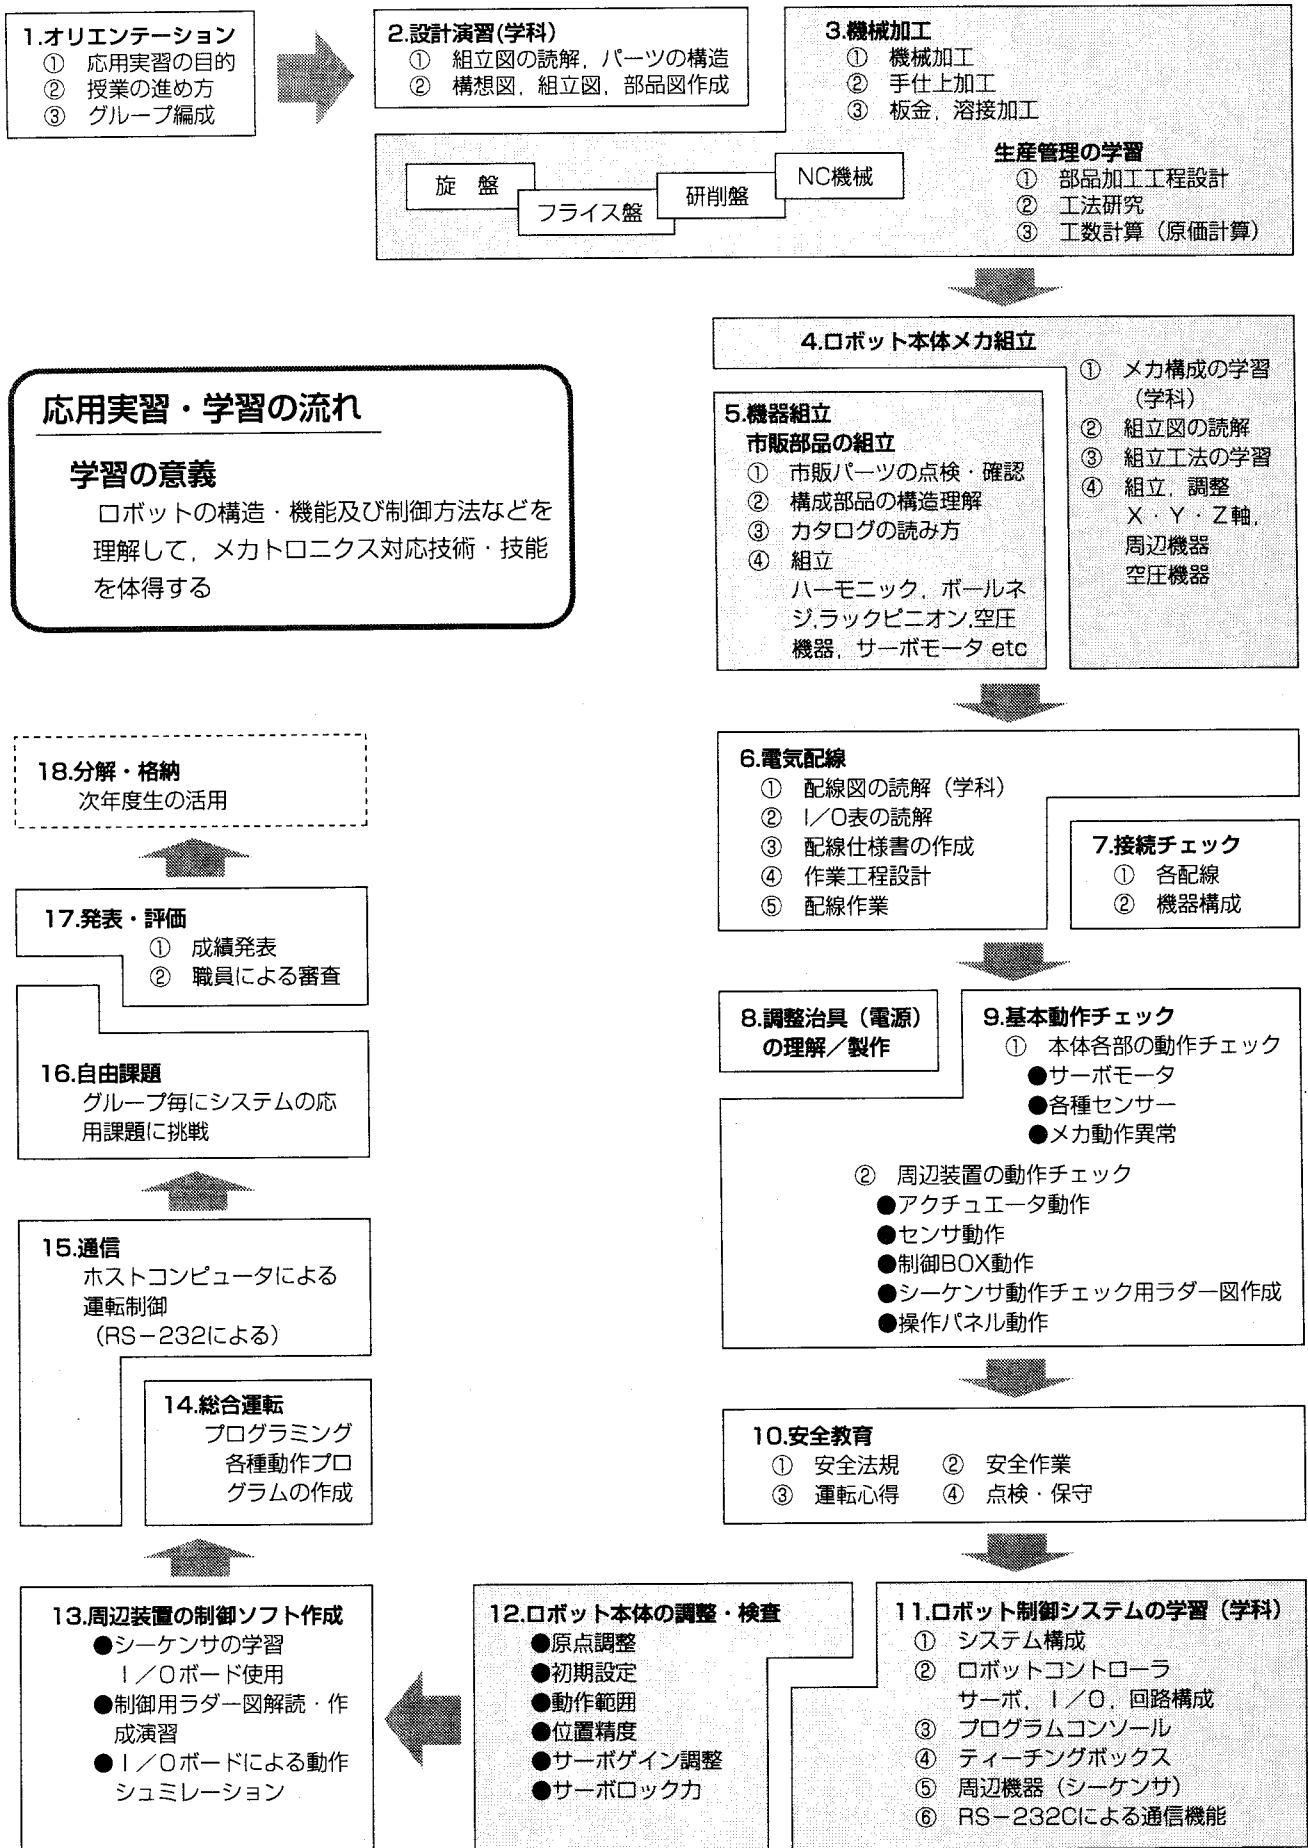 1.オリエンテーション
① 応用実習の目的
② 授業の進め方
③ グループ編成
2.設計演習(学科)
① 組立図の読解，パーツの構造
② 構想図，組立図，部品図作成
3.機械加工
① 機械加工
② 手仕上加工
③ 板金，溶接加工
生産管理の学習
① 部品加工工程設計
② 工法研究
③ 工数計算（原価計算）
旋 盤
フライス盤
研削盤
NC機械
応用実習・学習の流れ
学習の意義
ロボットの構造・機能及び制御方法などを
理解して，メカトロニクス対応技術・技能
を体得する
4.ロボット本体メカ組立
① メカ構成の学習
（学科）
② 組立図の読解
③ 組立工法の学習
④ 組立，調整
X・Y・Z軸，
周辺機器
空圧機器
5.機器組立
市販部品の組立
① 市販パーツの点検・確認
② 構成部品の構造理解
③ カタログの読み方
④ 組立
ハーモニック，ボールネ
ジ,ラックピニオン,空圧
機器，サーボモータ etc
6.電気配線
① 配線図の読解（学科）
② I／O表の読解
③ 配線仕様書の作成
④ 作業工程設計
⑤ 配線作業
7.接続チェック
① 各配線
② 機器構成
8.調整治具（電源）
の理解／製作
9.基本動作チェック
① 本体各部の動作チェック
●サーボモータ
●各種センサー
●メカ動作異常
② 周辺装置の動作チェック
●アクチュエータ動作
●センサ動作
●制御BOX動作
●シーケンサ動作チェック用ラダー図作成
●操作パネル動作
10.安全教育
① 安全法規 ② 安全作業
③ 運転心得 ④ 点検・保守
11.ロボット制御システムの学習（学科）
① システム構成
② ロボットコントローラ
サーボ，I／O，回路構成
③ プログラムコンソール
④ ティーチングボックス
⑤ 周辺機器（シーケンサ）
⑥ RS−232Cによる通信機能
12.ロボット本体の調整・検査
●原点調整
●初期設定
●動作範囲
●位置精度
●サーボゲイン調整
●サーボロック力
13.周辺装置の制御ソフト作成
●シーケンサの学習
I／Oボード使用
●制御用ラダー図解読・作
成演習
●I／Oボードによる動作
シュミレーション
14.総合運転
プログラミング
各種動作プロ
グラムの作成
15.通信
ホストコンピュータによる
運転制御
（RS−232による）
16.自由課題
グループ毎にシステムの応
用課題に挑戦
17.発表・評価
① 成績発表
② 職員による審査
18.分解・格納
次年度生の活用